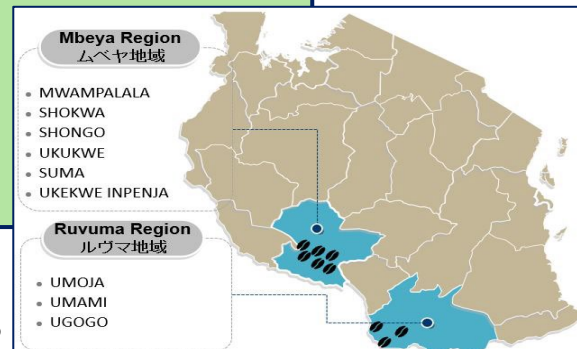 Mbeya Region
ムベヤ地域
MWAMPALALA
SHOKWA
SHONGO
UKUKWE
SUMA
UKEKWE INPENJA
Ruvuma Region
ルヴマ地域
UMOJA
UMAMI
UGOGO